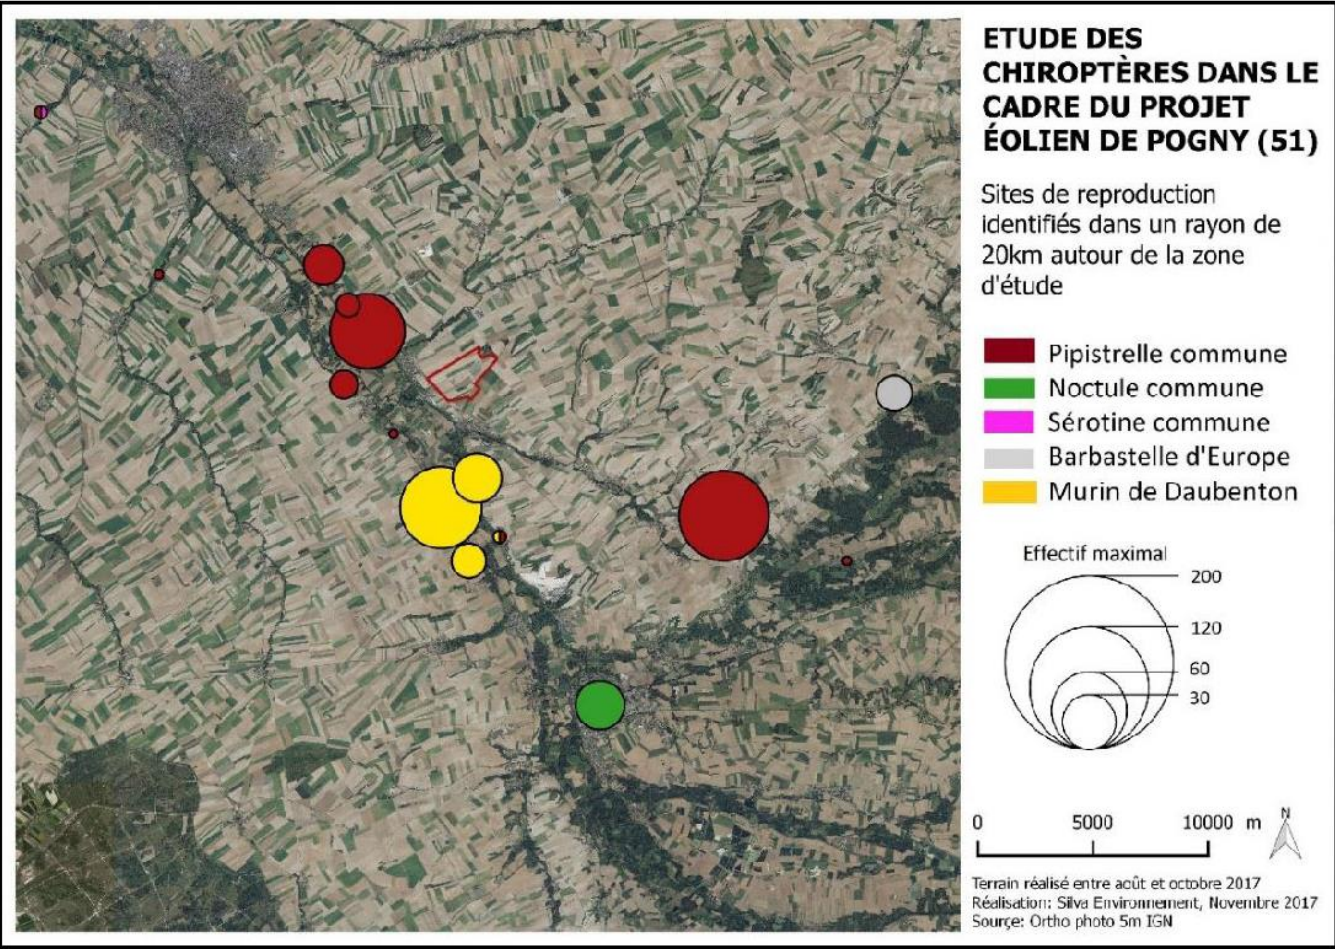 ETUDE DES
CHIROPTÈRES DANS LE
CADRE DU PROJET
ÉOLIEN DE POGNY (51)
Sites de reproduction
identifiés dans un rayon de
20km autour de la zone
d'étude
Pipistrelle commune
Noctule commune
Sérotine commune
Barbastelle d'Europe
Murin de Daubenton
Effectif maximal
200
120
60
30
0 5000 10000 m N
Terrain réalisé entre août et octobre 2017
Réalisation: Silva Environnement, Novembre 2017
Source: Ortho photo 5m IGN